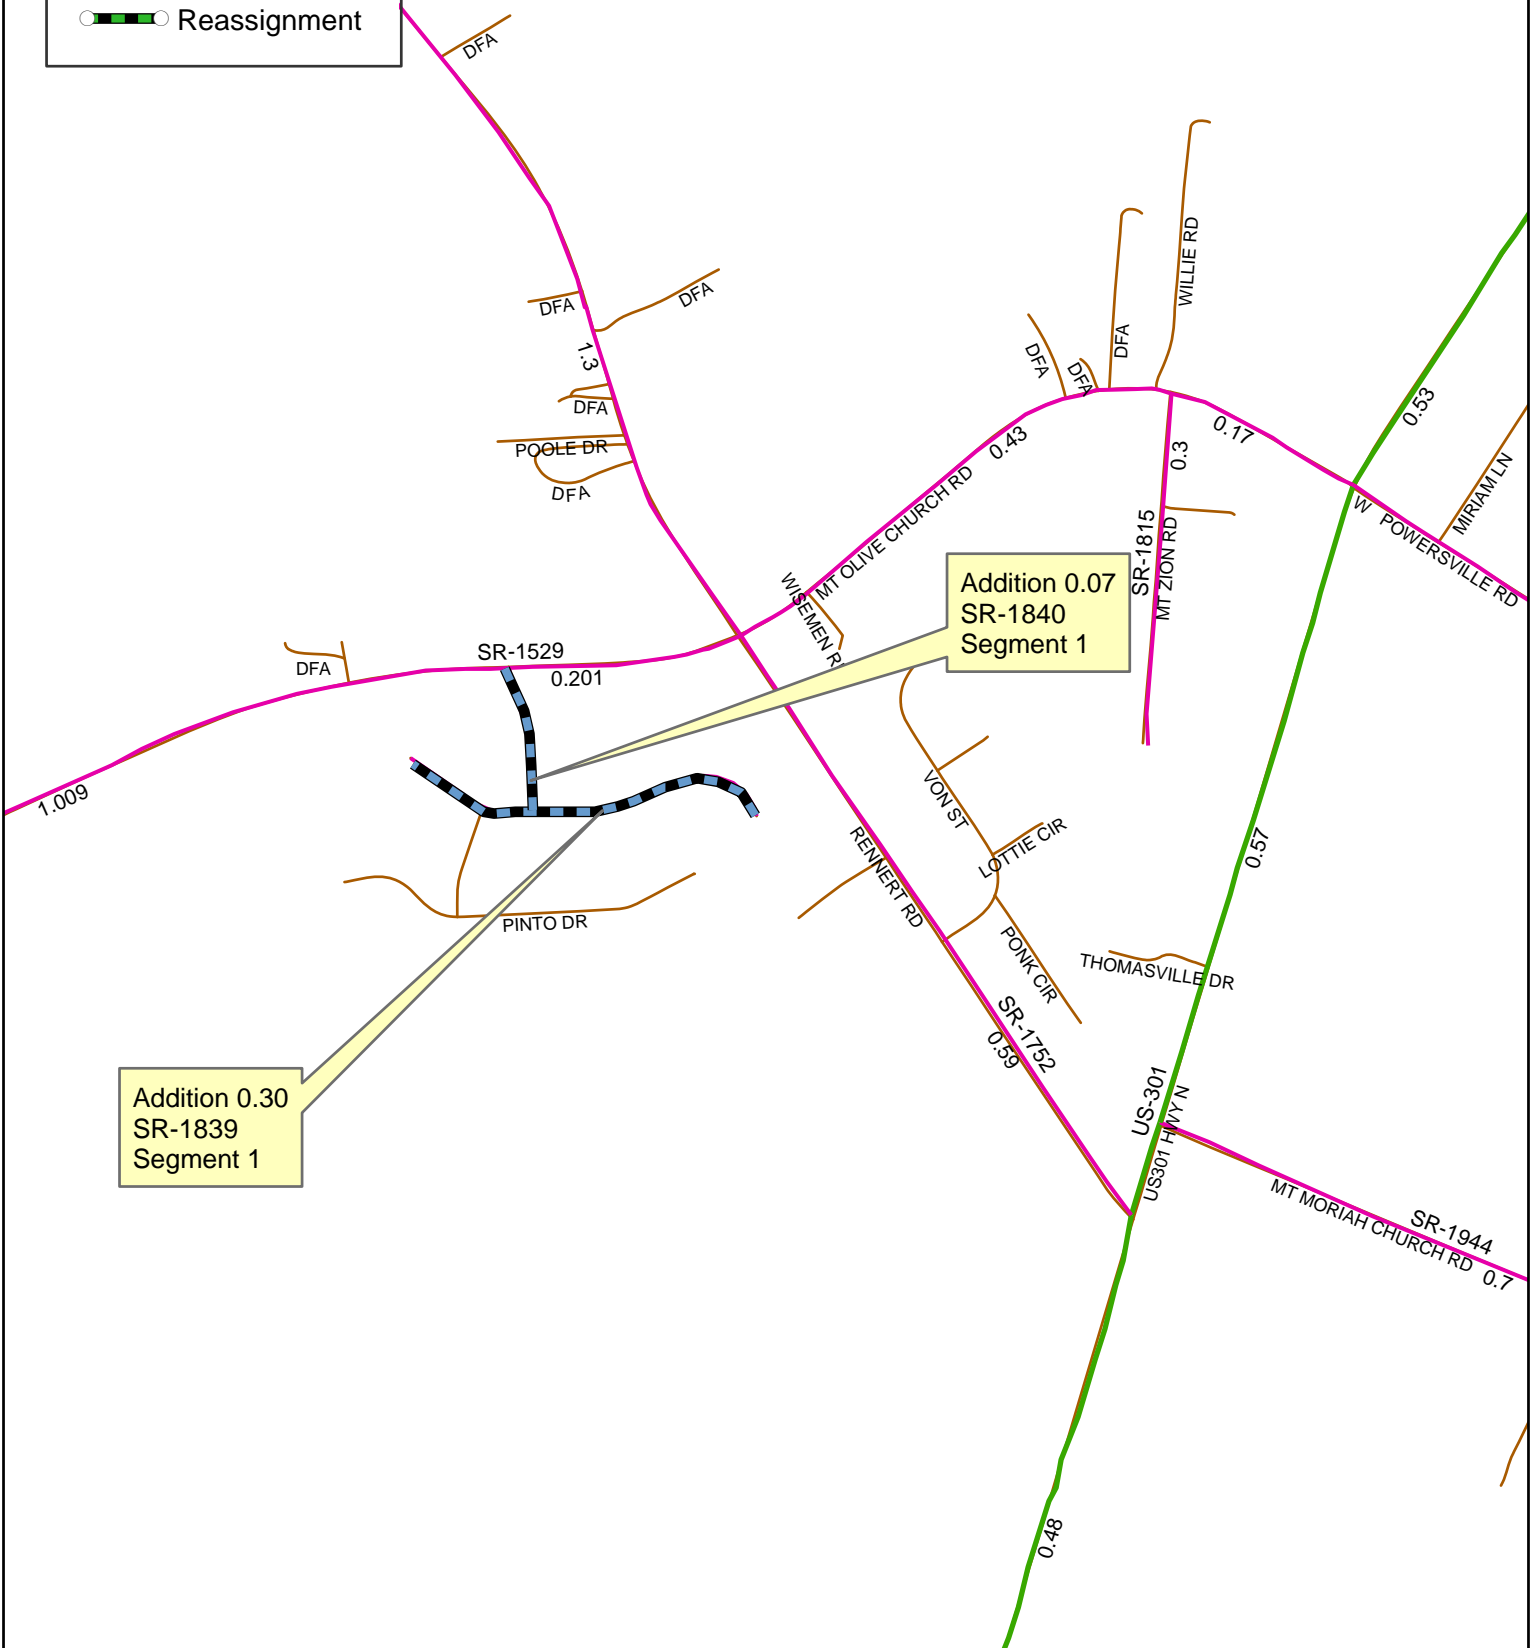 Reassignment
DFA
WILLIE RD
DFA
DFA
DFA
DFA
DFA
1.3
DFA
0.53
DFA
0.17
0.43
0.3
POOLE DR
MIRIAM LN
DFA
W POWERSVILLE RD
MT OLIVE CHURCH RD
SR-1815
MT ZION RD
WISEMEN R
Addition 0.07
SR-1840
Segment 1
SR-1529
0.201
DFA
1.009
VON ST
LOTTIE CIR
0.57
RENNERT RD
PINTO DR
PONK CIR
THOMASVILLE DR
SR-1752
0.59
Addition 0.30
SR-1839
Segment 1
US-301
US301 HWY N
MT MORIAH CHURCH RD
SR-1944
0.7
0.48